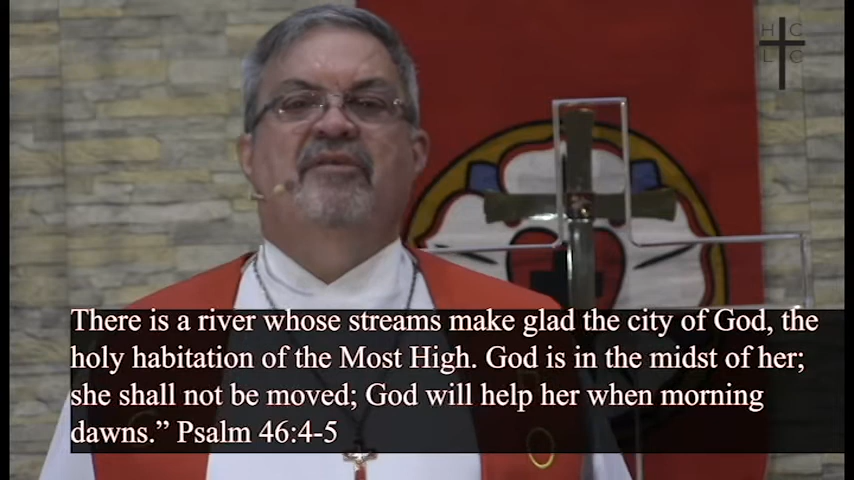 H C
L C
There is a river whose streams make glad the city of God, the
holy habitation of the Most High. God is in the midst of her;
she shall not be moved; God will help her when morning
dawns.” Psalm 46:4-5